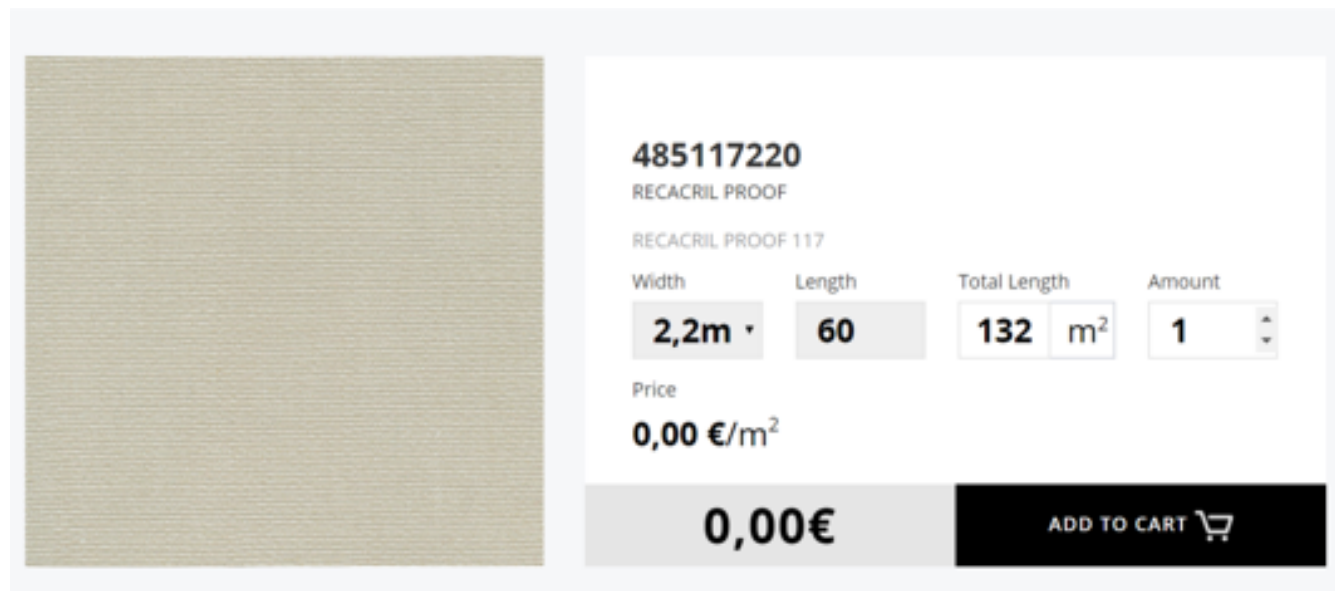 485117220
RECACRIL PROOF
RECACRIL PROOF 117
Width Length Total Length Amount
2,2m 60 132 m² 1
Price
0,00 €/m²
0,00€ ADD TO CART